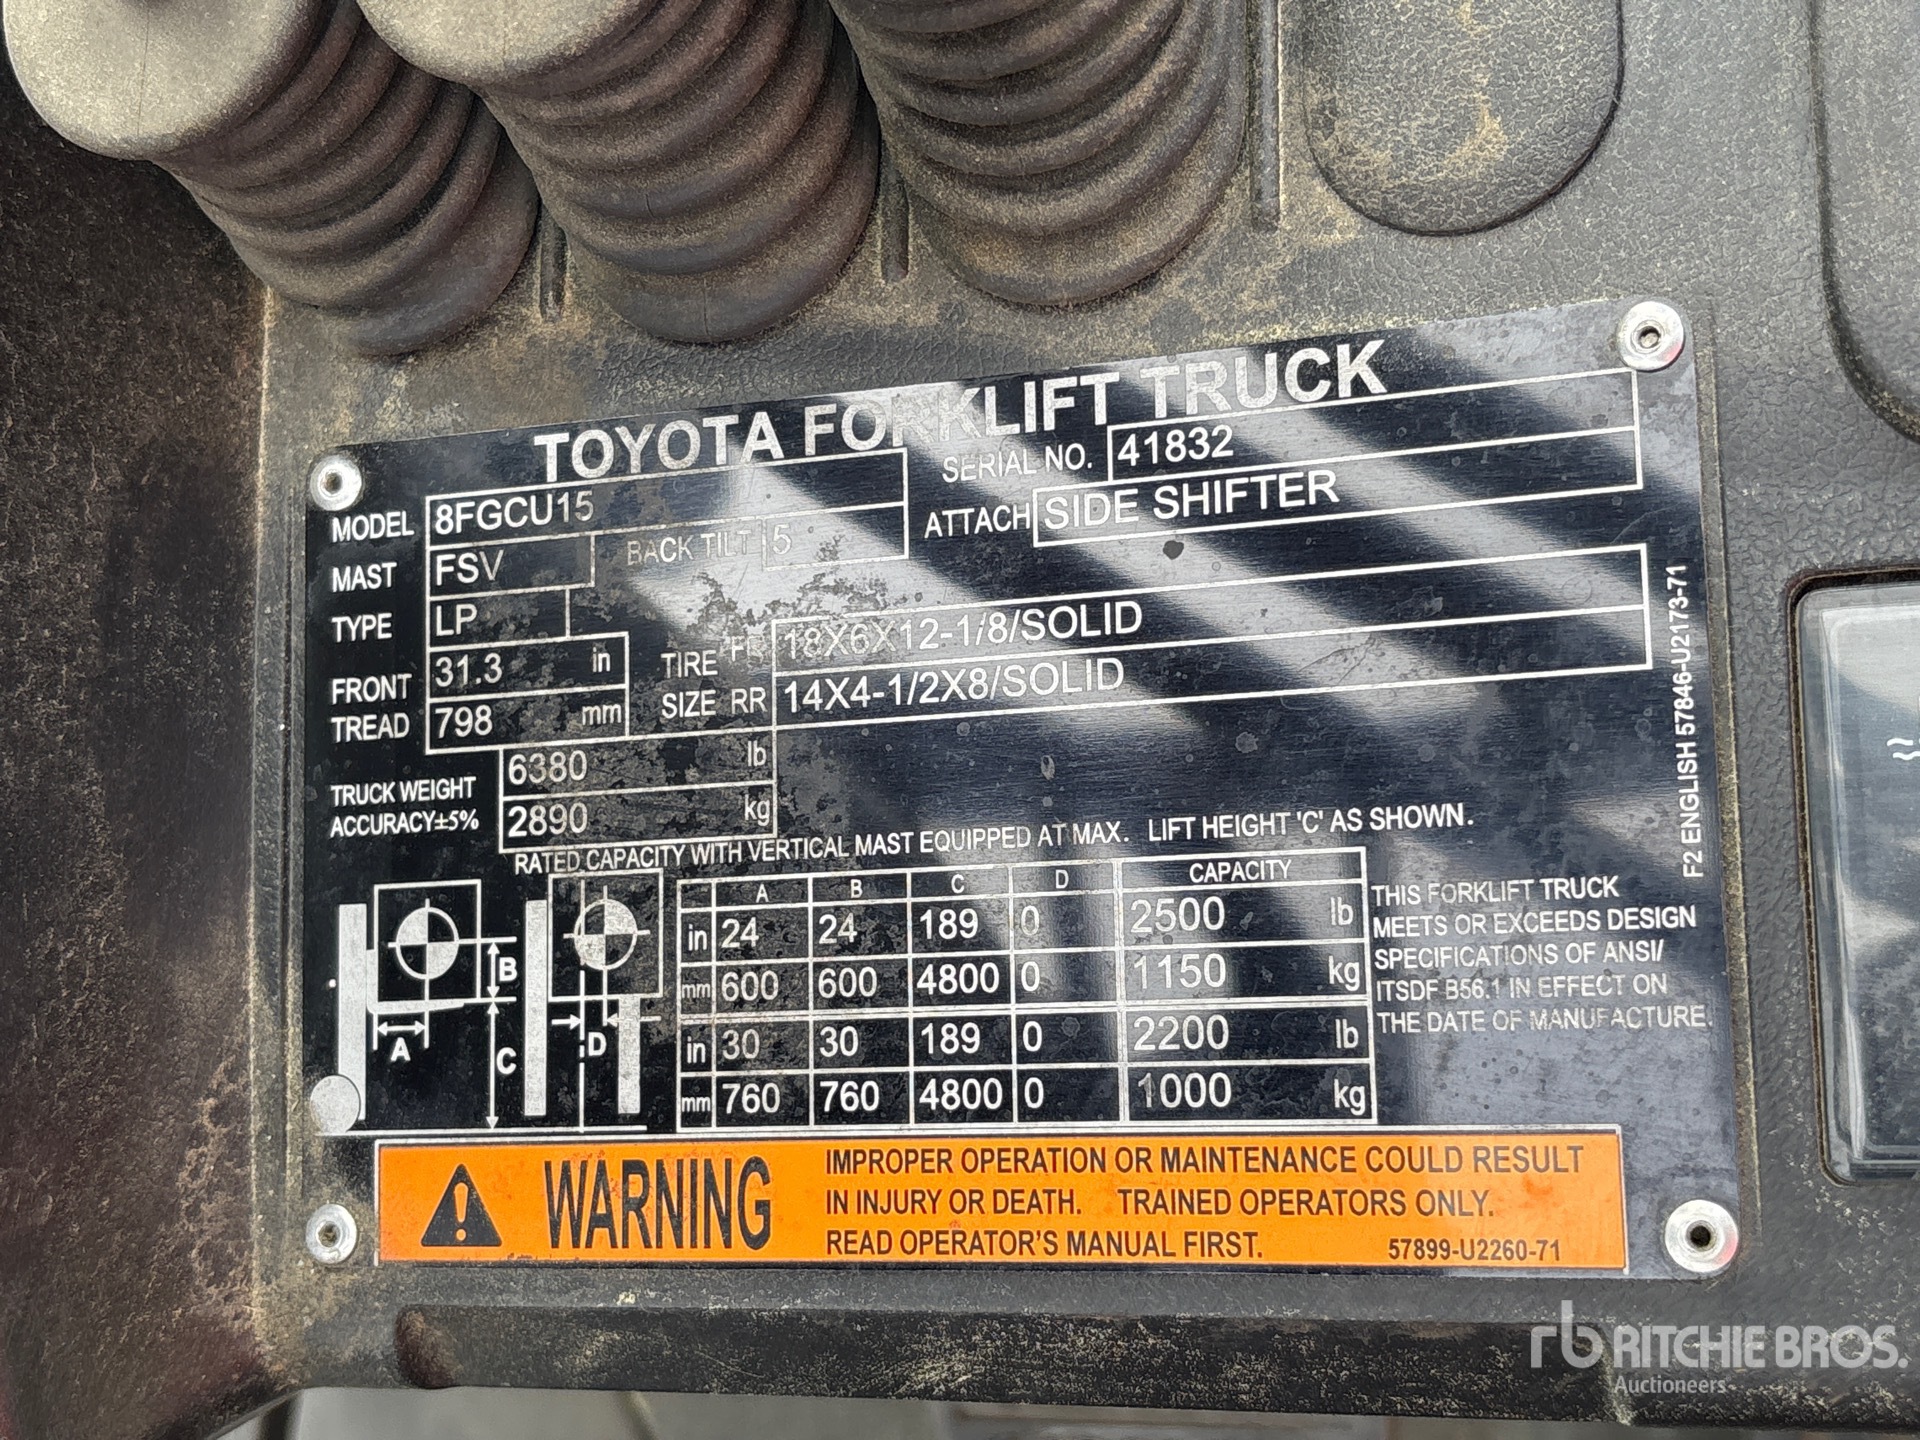 TOYOTA FORKLIFT TRUCK
MODEL 8FGCU15 SERIAL NO. 41832
MAST FSV BACK TILT 5 ATTACH SIDE SHIFTER
TYPE LP
FRONT TREAD 31.3 in TIRE SIZE FR 18X6X12-1/8/SOLID
798 mm RR 14X4-1/2X8/SOLID
TRUCK WEIGHT 6380 lb
ACCURACY±5% 2890 kg
RATED CAPACITY WITH VERTICAL MAST EQUIPPED AT MAX. LIFT HEIGHT 'C' AS SHOWN.
A B C D CAPACITY
in 24 24 189 0 2500 lb
mm 600 600 4800 0 1150 kg
in 30 30 189 0 2200 lb
mm 760 760 4800 0 1000 kg
B
A
C
D
THIS FORKLIFT TRUCK
MEETS OR EXCEEDS DESIGN
SPECIFICATIONS OF ANSI/
ITSDF B56.1 IN EFFECT ON
THE DATE OF MANUFACTURE.
F2 ENGLISH 57846-U2173-71
WARNING
IMPROPER OPERATION OR MAINTENANCE COULD RESULT
IN INJURY OR DEATH. TRAINED OPERATORS ONLY.
READ OPERATOR'S MANUAL FIRST. 57899-U2260-71
rb RITCHIE BROS.
Auctioneers